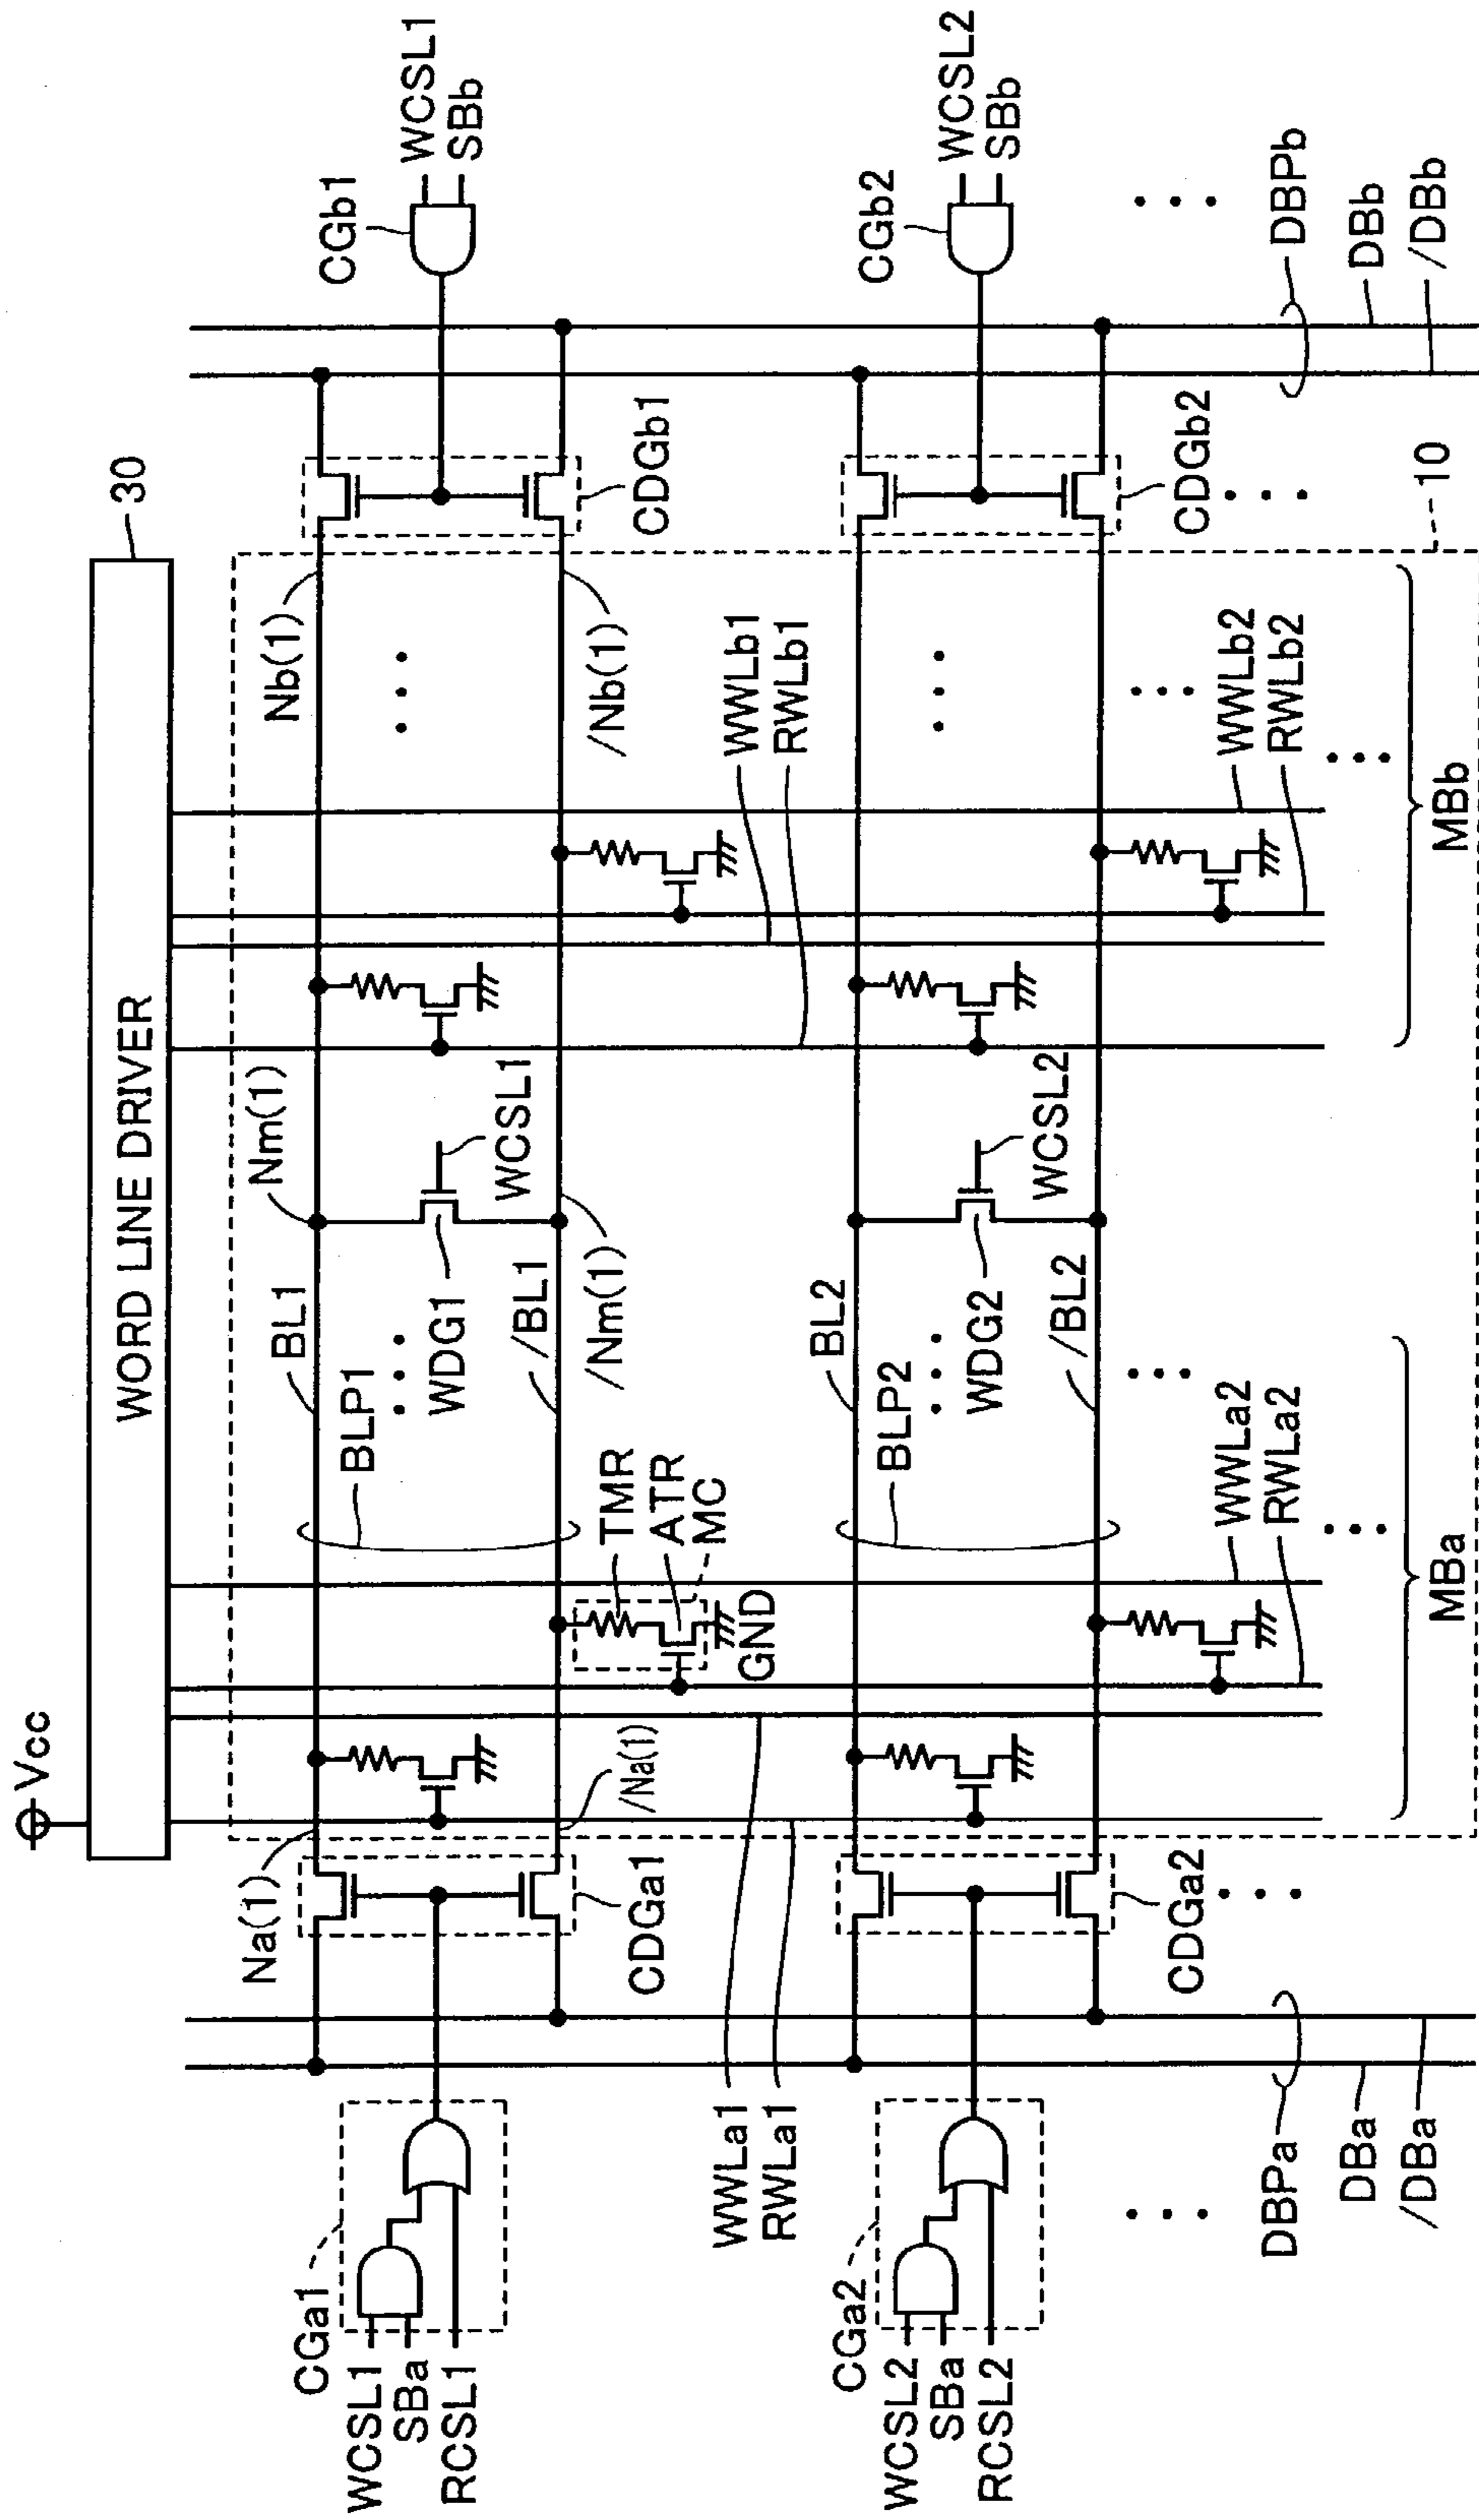 Vcc
WORD LINE DRIVER
30
CGa1
WCSL1
SBa
RCSL1
Na(1)
/Na(1)
CDGa1
BL1
BLP1
/BL1
TMR
ATR
MC
GND
Nm(1)
/Nm(1)
WDG1
WCSL1
Nb(1)
/Nb(1)
CDGb1
CGb1
WCSL1
SBb
WWLa1
RWLa1
WWLb1
RWLb1
CGa2
WCSL2
SBa
RCSL2
CDGa2
BL2
BLP2
/BL2
WDG2
WCSL2
CDGb2
CGb2
WCSL2
SBb
WWLa2
RWLa2
WWLb2
RWLb2
DBPa
DBa
/DBa
MBa
MBb
10
DBPb
DBb
/DBb